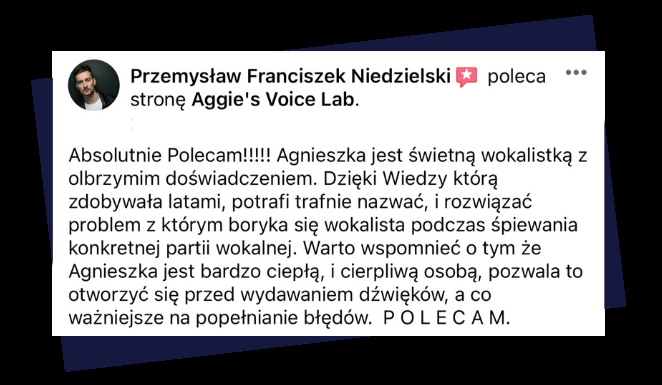 Przemysław Franciszek Niedzielski poleca
stronę Aggie's Voice Lab.
Absolutnie Polecam!!!!! Agnieszka jest świetną wokalistką z
olbrzymim doświadczeniem. Dzięki Wiedzy którą
zdobywała latami, potrafi trafnie nazwać, i rozwiązać
problem z którym boryka się wokalista podczas śpiewania
konkretnej partii wokalnej. Warto wspomnieć o tym że
Agnieszka jest bardzo ciepłą, i cierpliwą osobą, pozwala to
otworzyć się przed wydawaniem dźwięków, a co
ważniejsze na popełnianie błędów. P O L E C A M.